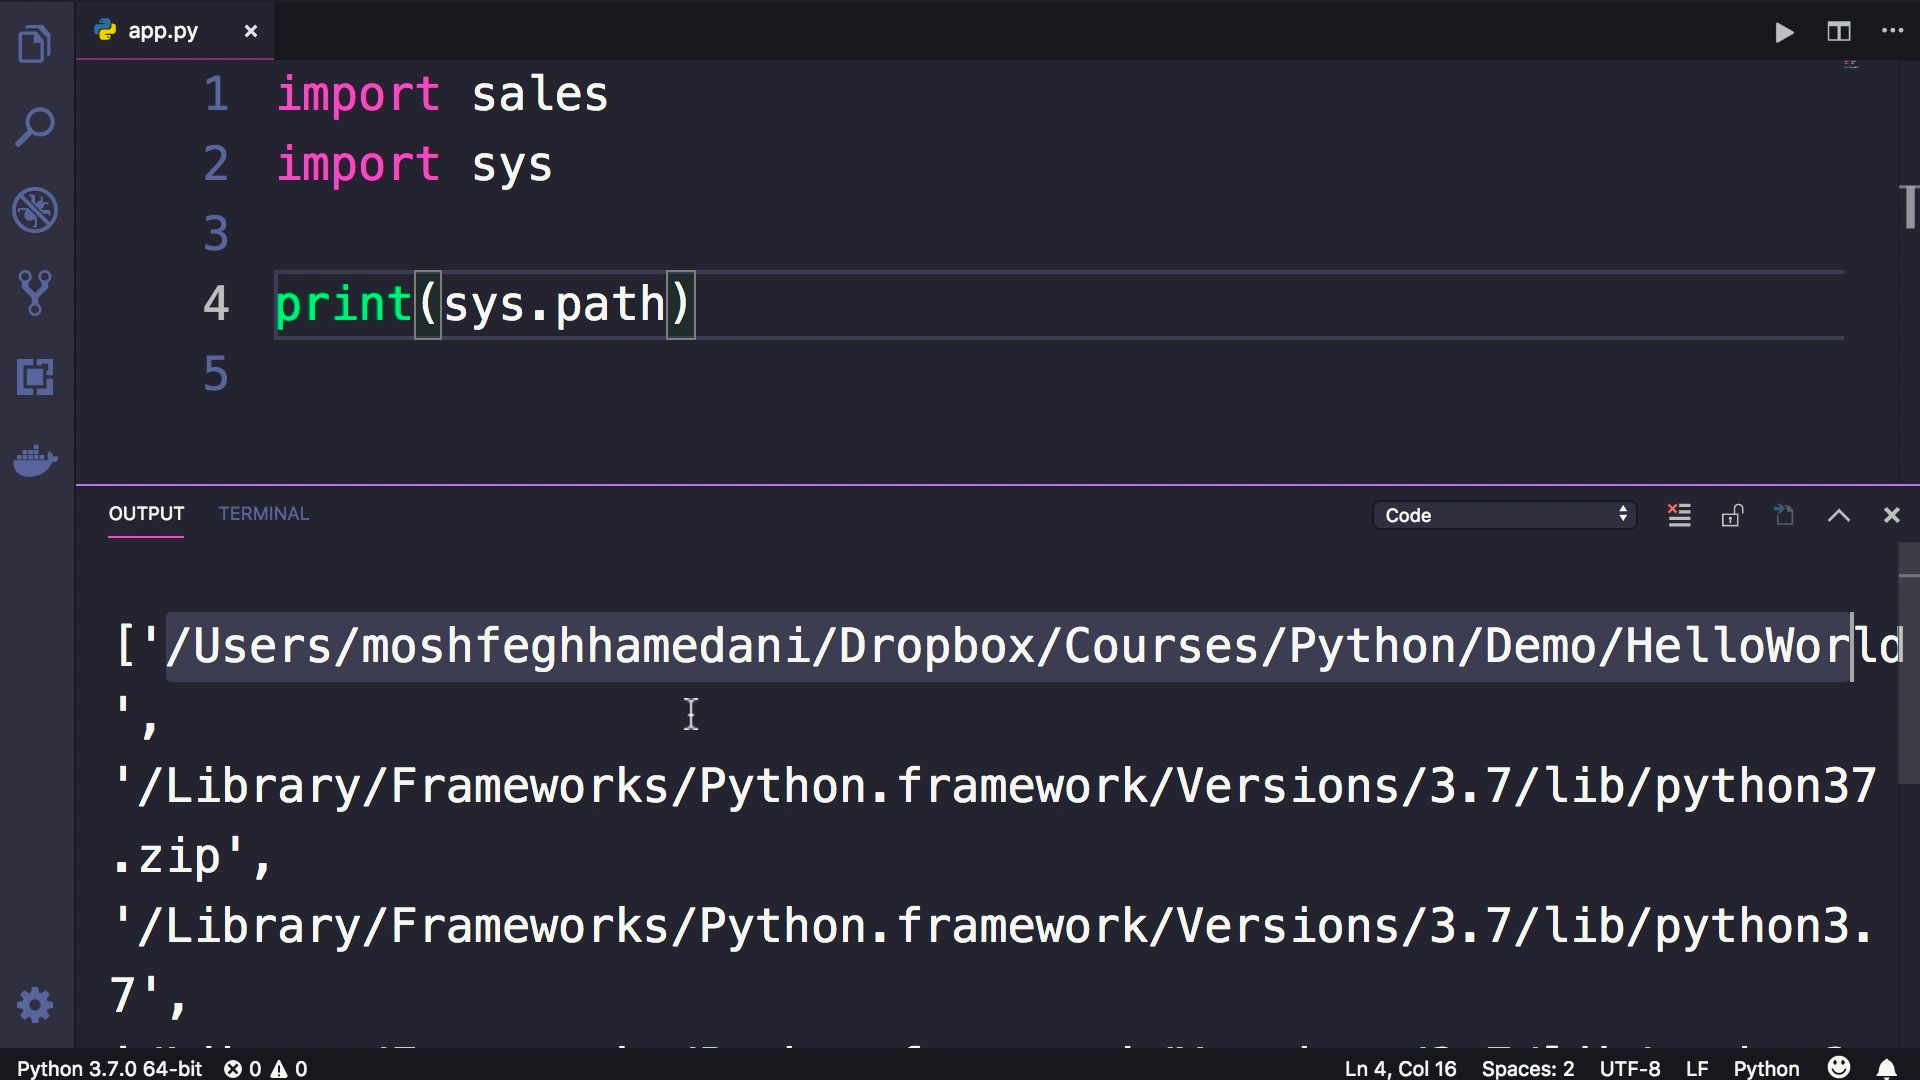 app.py
1 import sales
2 import sys
3
4 print(sys.path)
5
OUTPUT TERMINAL Code
['/Users/moshfeghhamedani/Dropbox/Courses/Python/Demo/HelloWorld
',
'/Library/Frameworks/Python.framework/Versions/3.7/lib/python37
.zip',
'/Library/Frameworks/Python.framework/Versions/3.7/lib/python3.
7',
Python 3.7.0 64-bit 0 0 Ln 4, Col 16 Spaces: 2 UTF-8 LF Python